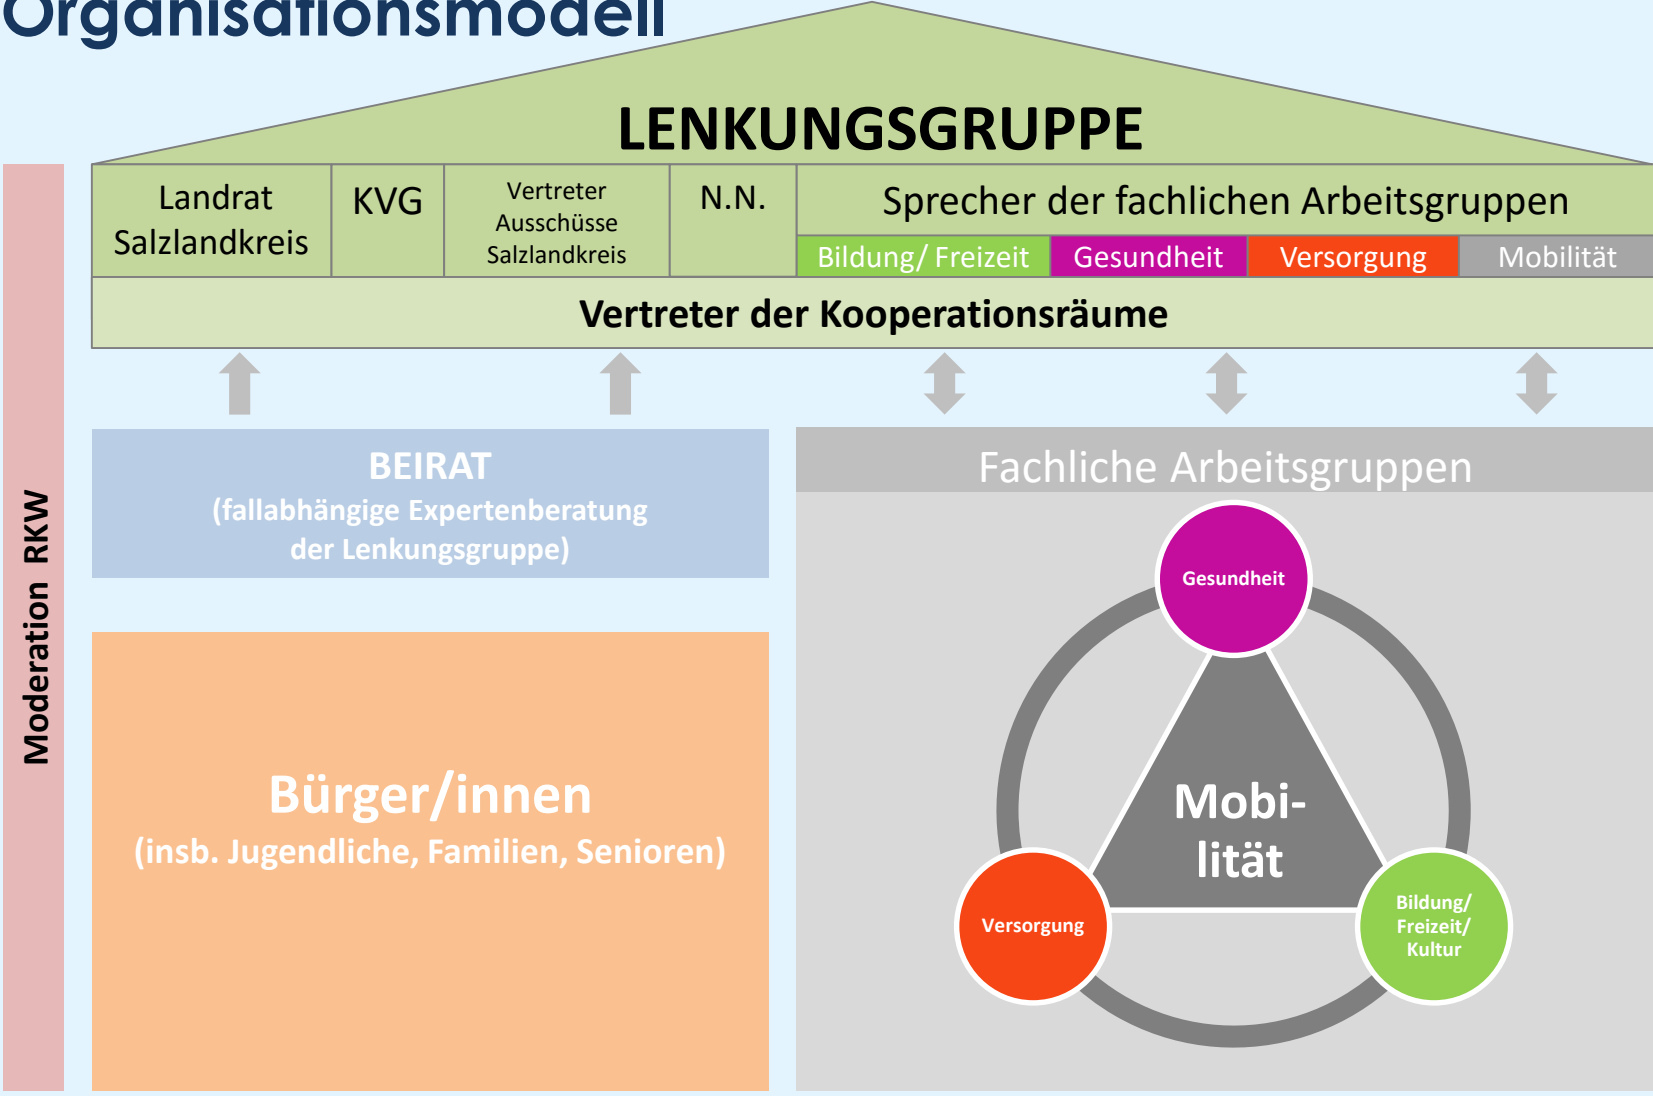 Organisationsmodell
LENKUNGSGRUPPE
Landrat
Salzlandkreis
KVG
Vertreter
Ausschüsse
Salzlandkreis
N.N.
Sprecher der fachlichen Arbeitsgruppen
Bildung/ Freizeit
Gesundheit
Versorgung
Mobilität
Vertreter der Kooperationsräume
Moderation RKW
BEIRAT
(fallabhängige Expertenberatung
der Lenkungsgruppe)
Bürger/innen
(insb. Jugendliche, Familien, Senioren)
Fachliche Arbeitsgruppen
Gesundheit
Mobi-
lität
Versorgung
Bildung/
Freizeit/
Kultur